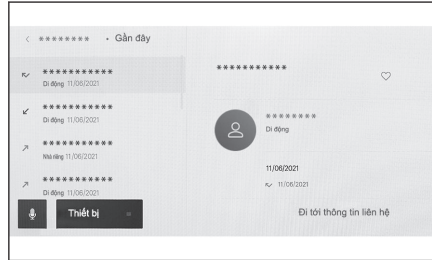 < ******** • Gần đây
***********
Di động 11/06/2021
***********
Di động 11/06/2021
***********
Nhà riêng 11/06/2021
***********
Di động 11/06/2021
Thiết bị
***********
********
Di động
11/06/2021
11/06/2021
Đi tới thông tin liên hệ